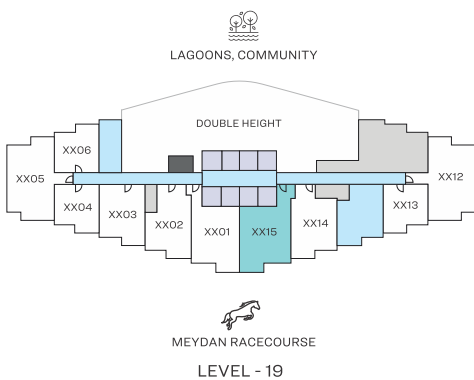 LAGOONS, COMMUNITY
DOUBLE HEIGHT
XX06
XX05
XX12
XX04
XX03
XX02
XX01
XX15
XX14
XX13
MEYDAN RACECOURSE
LEVEL - 19